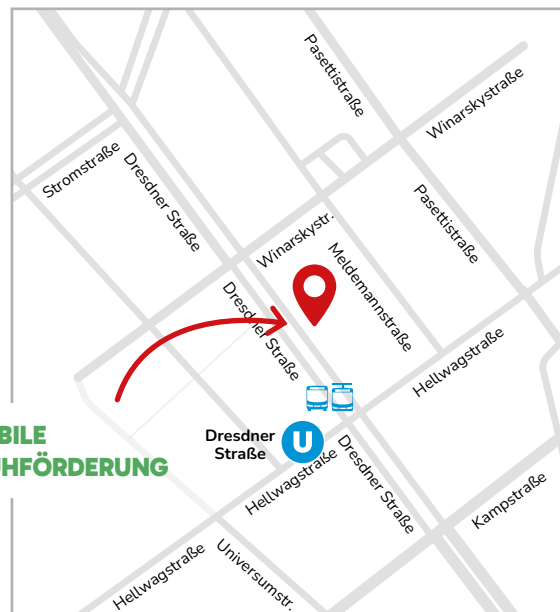 Pasettistraße
Winarskystraße
Stromstraße
Dresdner Straße
Pasettistraße
Winarskystr.
Meldemannstraße
Dresdner Straße
Hellwagstraße
BILE
HFÖRDERUNG
Dresdner
Straße
U
Dresdner Straße
Hellwagstraße
Kampstraße
Hellwagstraße
Universumstr.